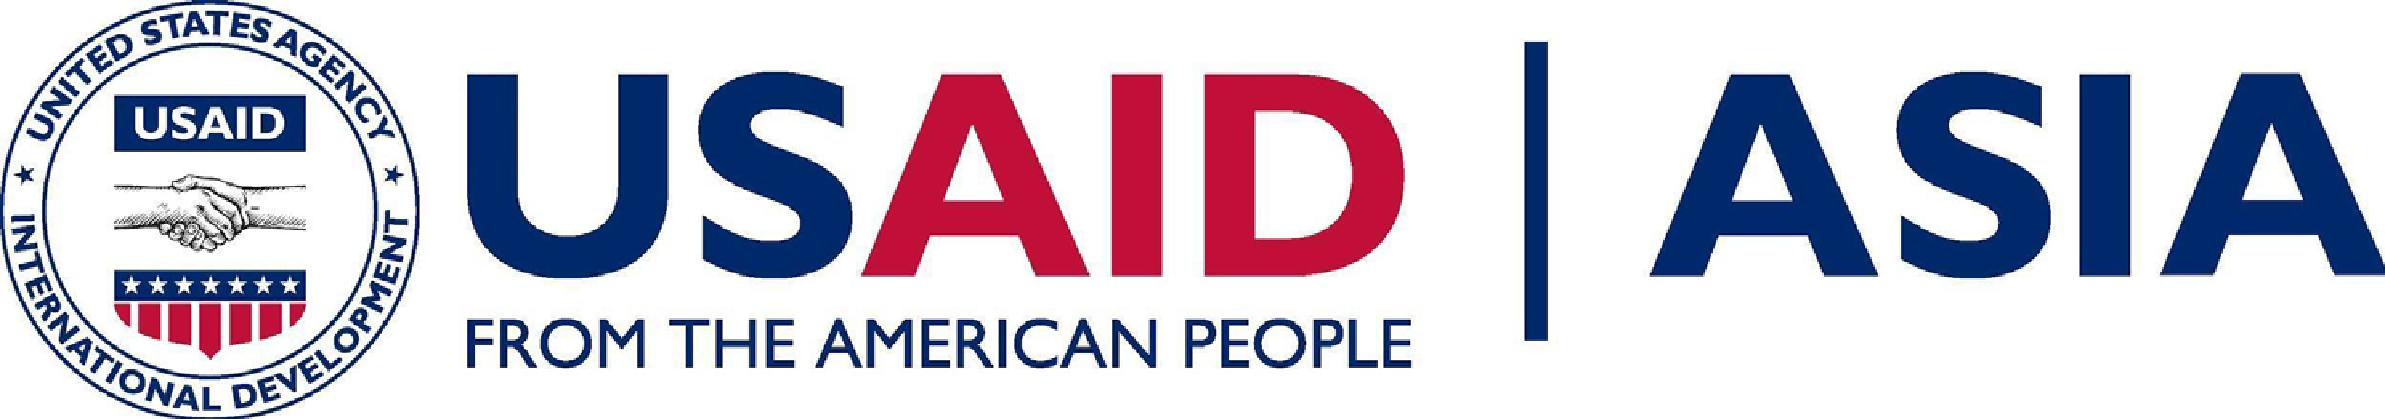 UNITED STATES AGENCY
USAID
INTERNATIONAL DEVELOPMENT
USAID
FROM THE AMERICAN PEOPLE
ASIA